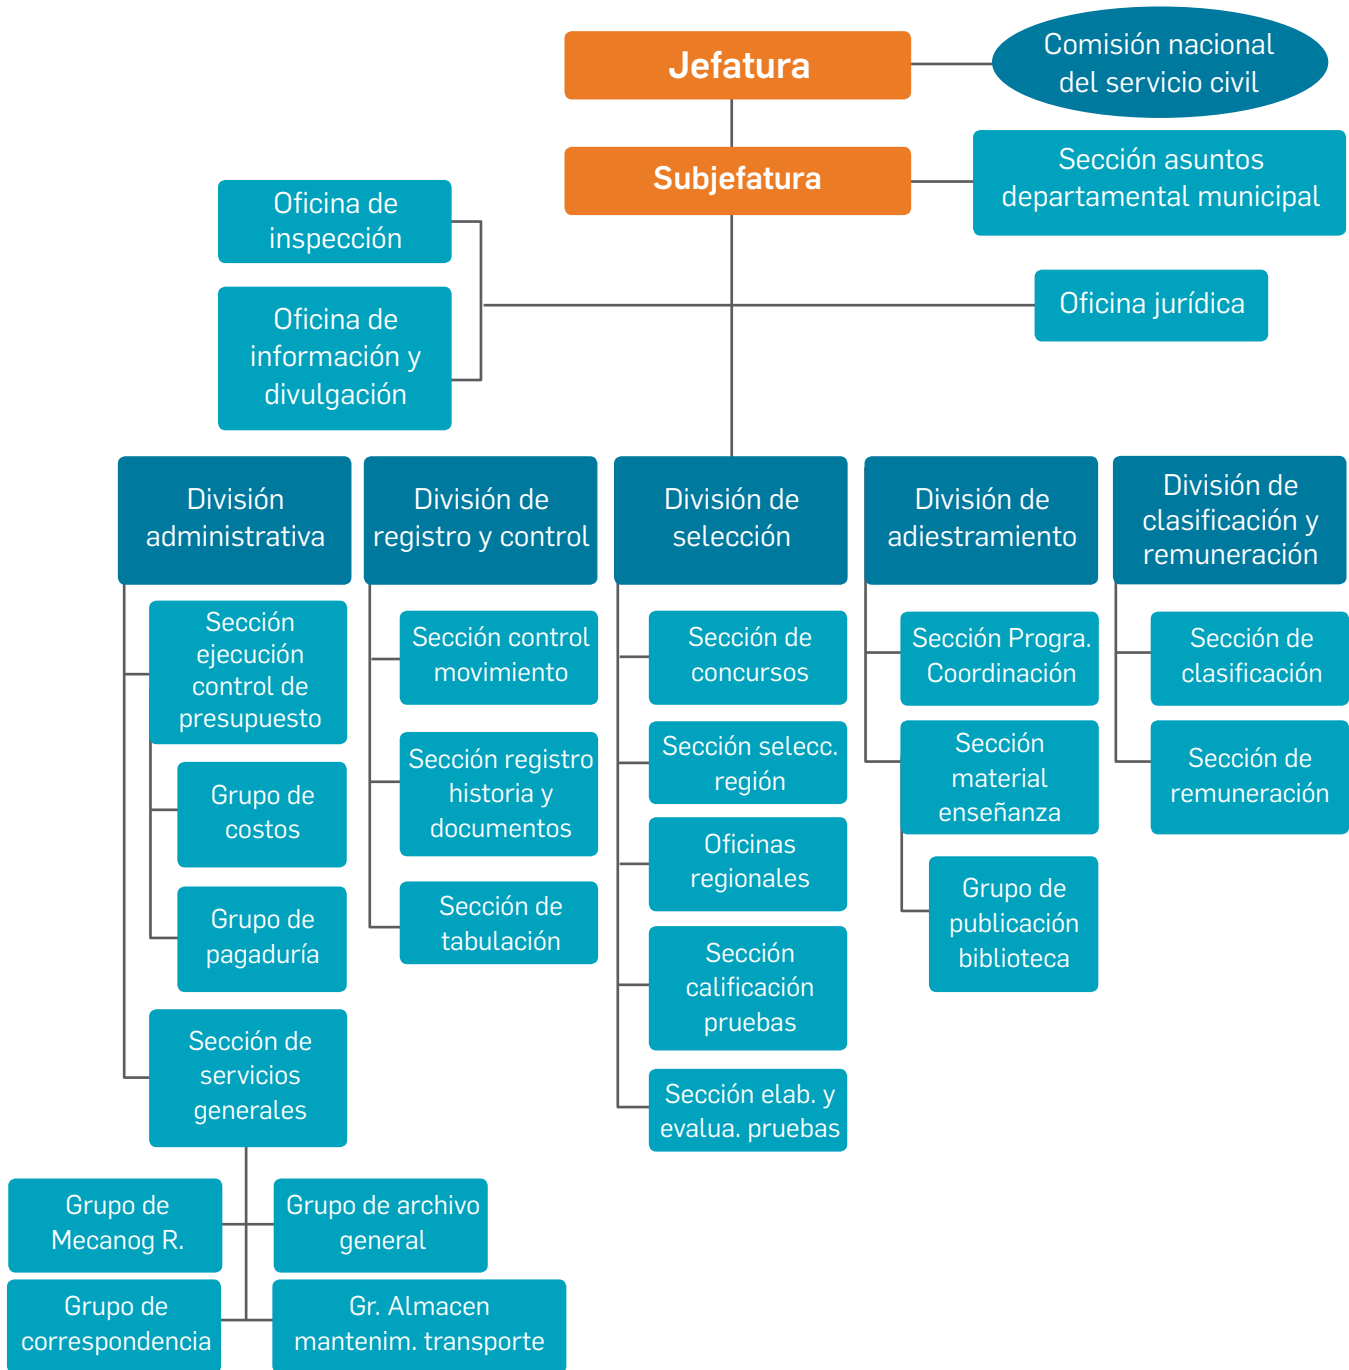 Jefatura
Comisión nacional
del servicio civil
Subjefatura
Sección asuntos
departamental municipal
Oficina de
inspección
Oficina de
información y
divulgación
Oficina jurídica
División
administrativa
División de
registro y control
División de
selección
División de
adiestramiento
División de
clasificación y
remuneración
Sección
ejecución
control de
presupuesto
Grupo de
costos
Grupo de
pagaduría
Sección de
servicios
generales
Grupo de
Mecanog R.
Grupo de archivo
general
Grupo de
correspondencia
Gr. Almacen
mantenim. transporte
Sección control
movimiento
Sección registro
historia y
documentos
Sección de
tabulación
Sección de
concursos
Sección selecc.
región
Oficinas
regionales
Sección
calificación
pruebas
Sección elab. y
evalua. pruebas
Sección Progra.
Coordinación
Sección
material
enseñanza
Grupo de
publicación
biblioteca
Sección de
clasificación
Sección de
remuneración